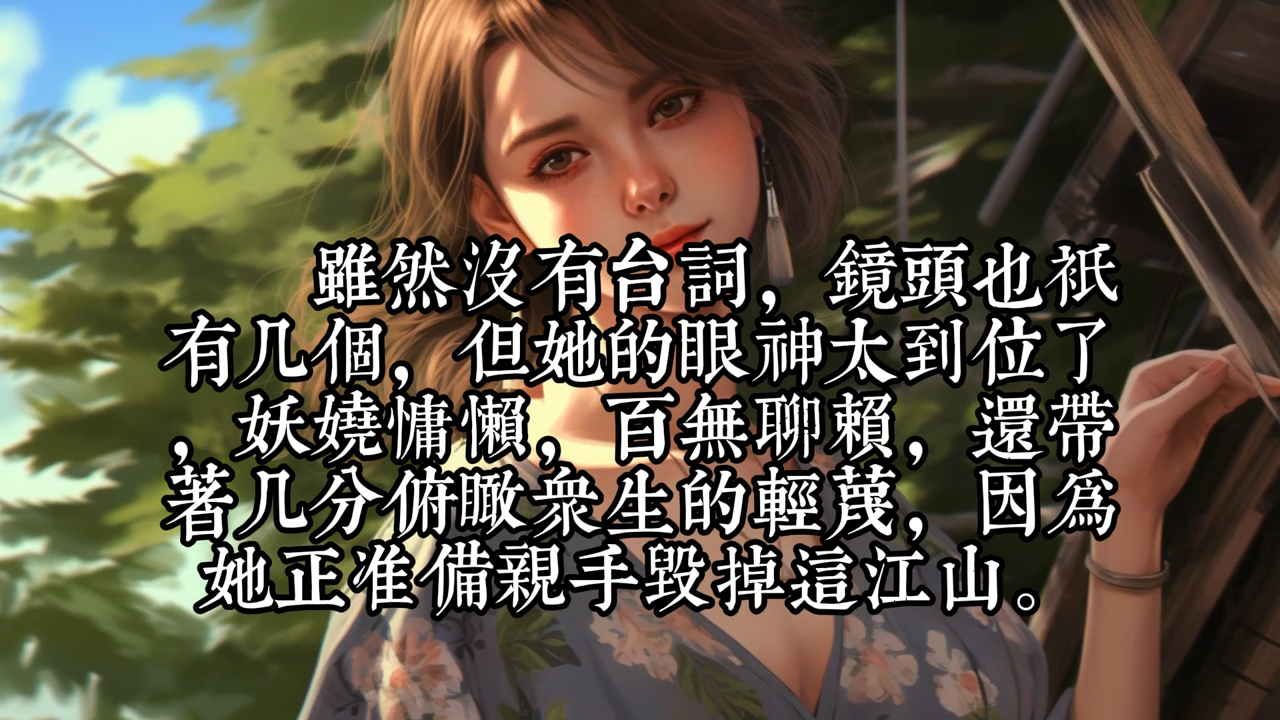 雖然沒有台詞，鏡頭也衹
有几個，但她的眼神太到位了
，妖嬈慵懶，百無聊賴，還帶
著几分俯瞰衆生的輕蔑，因爲
她正准備親手毀掉這江山。